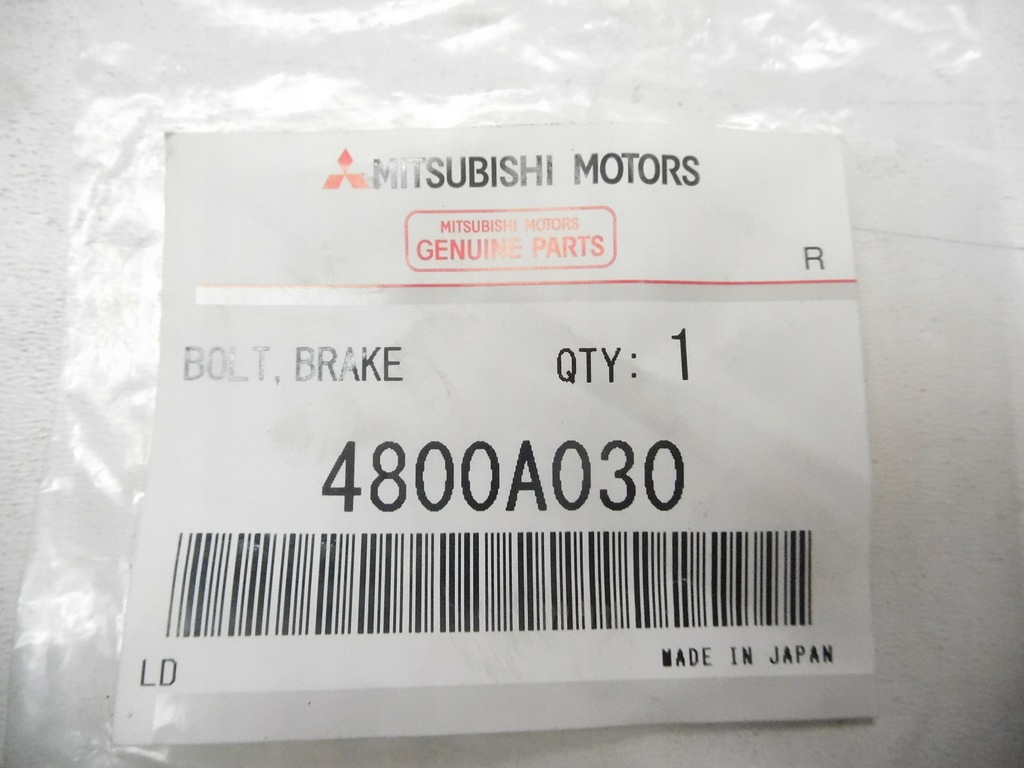 MITSUBISHI MOTORS
MITSUBISHI MOTORS
GENUINE PARTS
R
BOLT, BRAKE QTY: 1
4800A030
LD MADE IN JAPAN